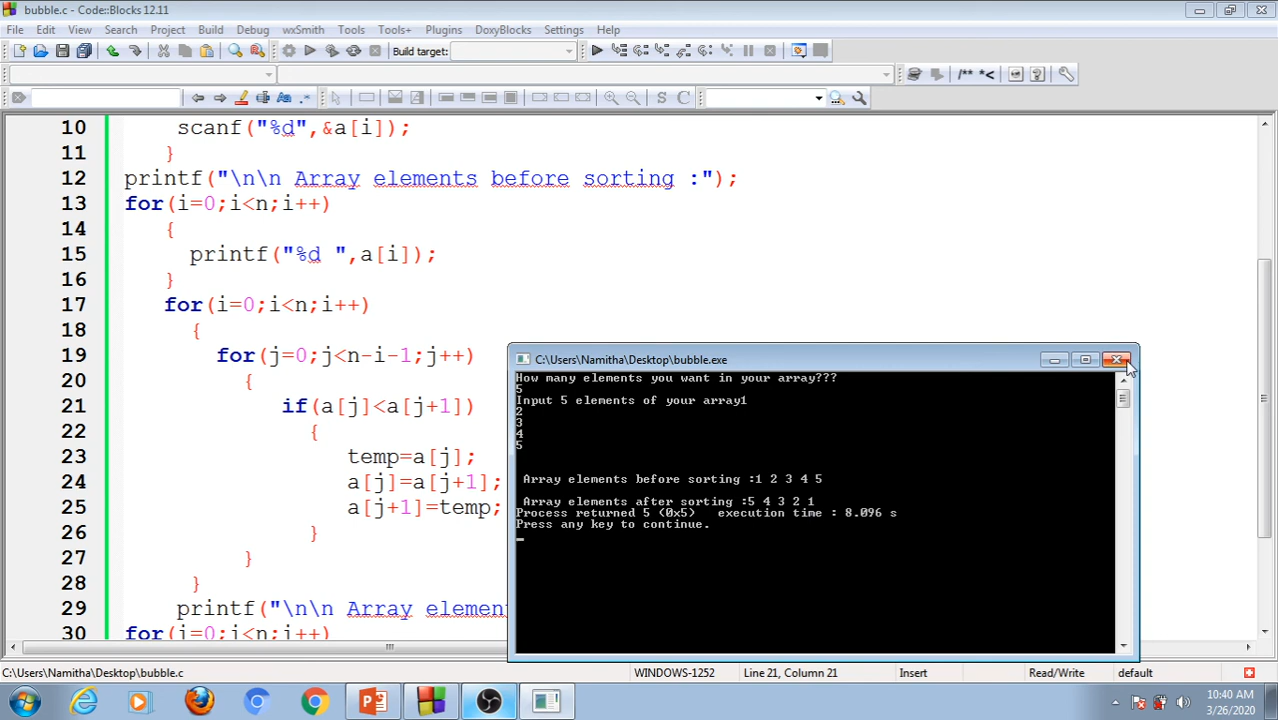 bubble.c - Code::Blocks 12.11
File Edit View Search Project Build Debug wxSmith Tools Tools+ Plugins DoxyBlocks Settings Help
Build target:
/** *<
S C
10 scanf("%d",&a[i]);
11 }
12 printf("\n\n Array elements before sorting :");
13 for(i=0;i<n;i++)
14 {
15 printf("%d ",a[i]);
16 }
17 for(i=0;i<n;i++)
18 {
19 for(j=0;j<n-i-1;j++)
20 {
21 if(a[j]<a[j+1])
22 {
23 temp=a[j];
24 a[j]=a[j+1];
25 a[j+1]=temp;
26 }
27 }
28 }
29 printf("\n\n Array elemen
30 for(i=0;i<n;i++)
C:\Users\Namitha\Desktop\bubble.exe
How many elements you want in your array???
5
Input 5 elements of your array1
2
3
4
5
Array elements before sorting :1 2 3 4 5
Array elements after sorting :5 4 3 2 1
Process returned 5 (0x5) execution time : 8.096 s
Press any key to continue.
C:\Users\Namitha\Desktop\bubble.c WINDOWS-1252 Line 21, Column 21 Insert Read/Write default
10:40 AM
3/26/2020